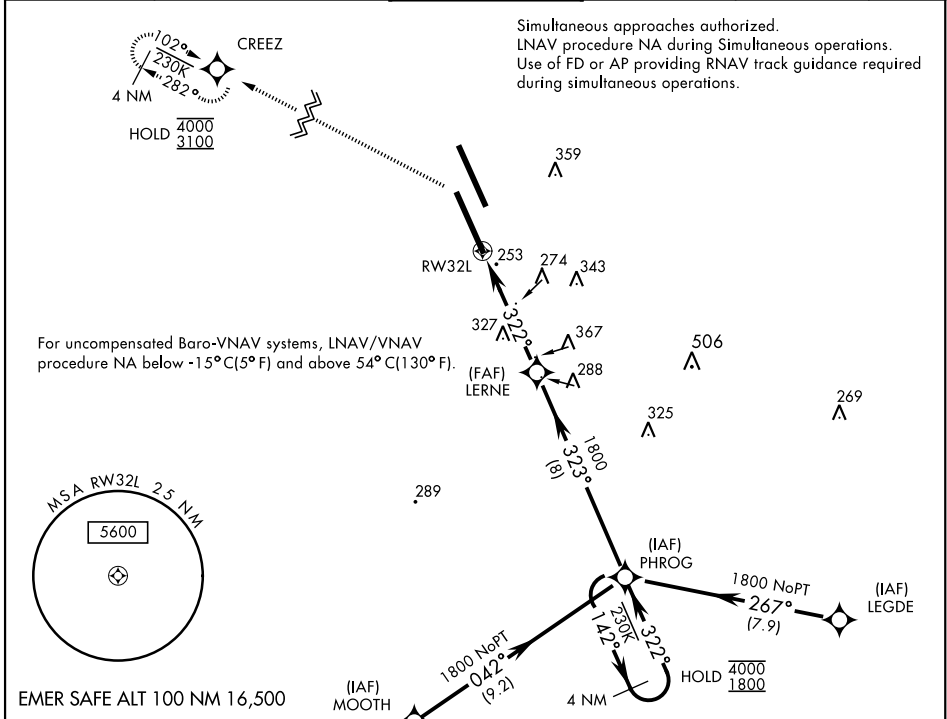 Simultaneous approaches authorized.
LNAV procedure NA during Simultaneous operations.
Use of FD or AP providing RNAV track guidance required
during simultaneous operations.
CREEZ
102°
230K
282°
4 NM
HOLD 4000
3100
359
RW32L
253
274
343
322°
327
367
(FAF)
LERNE
288
506
For uncompensated Baro-VNAV systems, LNAV/VNAV
procedure NA below -15°C(5°F) and above 54°C(130°F).
269
325
1800
323°
(8)
289
MSA RW32L 25 NM
5600
(IAF)
PHROG
1800 NoPT
267°
(7.9)
(IAF)
LEGDE
1800 NoPT
042°
(9.2)
142°
230K
322°
4 NM
HOLD 4000
1800
(IAF)
MOOTH
EMER SAFE ALT 100 NM 16,500